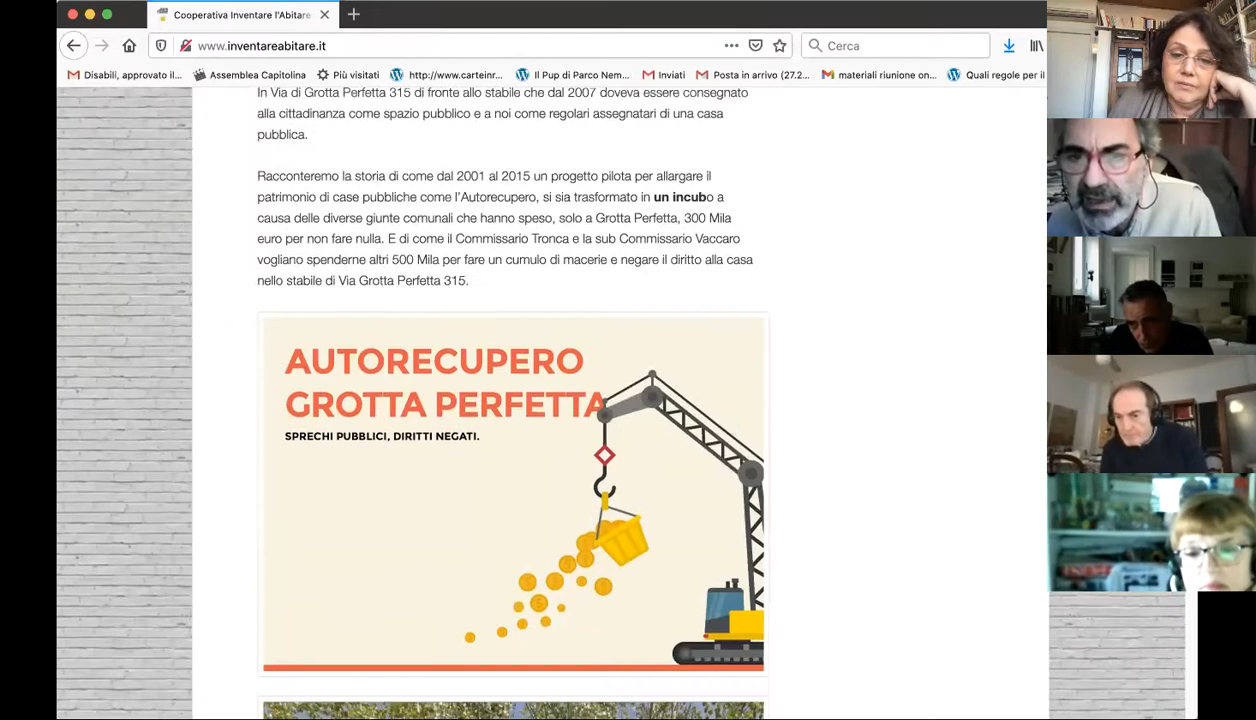 Cooperativa Inventare l'Abitare
www.inventareabitare.it
Cerca
Disabili, approvato il...
Assemblea Capitolina
Più visitati
http://www.carteinr...
Il Pup di Parco Nem...
Inviati
Posta in arrivo (27.2...
materiali riunione on...
Quali regole per il
In Via di Grotta Perfetta 315 di fronte allo stabile che dal 2007 doveva essere consegnato
alla cittadinanza come spazio pubblico e a noi come regolari assegnatari di una casa
pubblica.
Racconteremo la storia di come dal 2001 al 2015 un progetto pilota per allargare il
patrimonio di case pubbliche come l'Autorecupero, si sia trasformato in un incubo a
causa delle diverse giunte comunali che hanno speso, solo a Grotta Perfetta, 300 Mila
euro per non fare nulla. E di come il Commissario Tronca e la sub Commissario Vaccaro
vogliano spenderne altri 500 Mila per fare un cumulo di macerie e negare il diritto alla casa
nello stabile di Via Grotta Perfetta 315.
AUTORECUPERO
GROTTA PERFETTA
SPRECHI PUBBLICI, DIRITTI NEGATI.